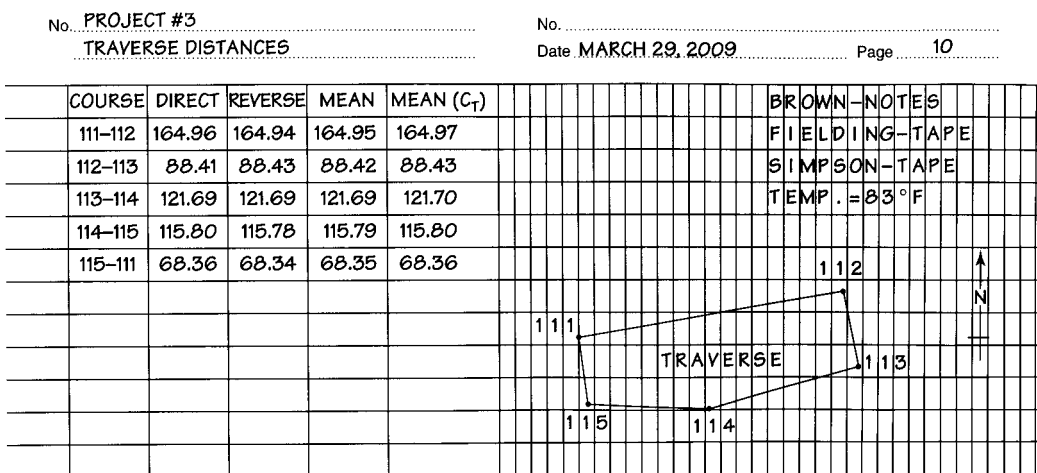 No. PROJECT #3
TRAVERSE DISTANCES
No.
Date MARCH 29, 2009 Page 10
COURSE DIRECT REVERSE MEAN MEAN (C_T)
111–112 164.96 164.94 164.95 164.97
112–113 88.41 88.43 88.42 88.43
113–114 121.69 121.69 121.69 121.70
114–115 115.80 115.78 115.79 115.80
115–111 68.36 68.34 68.35 68.36
BROWN–NOTES
FIELDING–TAPE
SIMPSON–TAPE
TEMP.=83°F
112
N
111
TRAVERSE
113
115
114